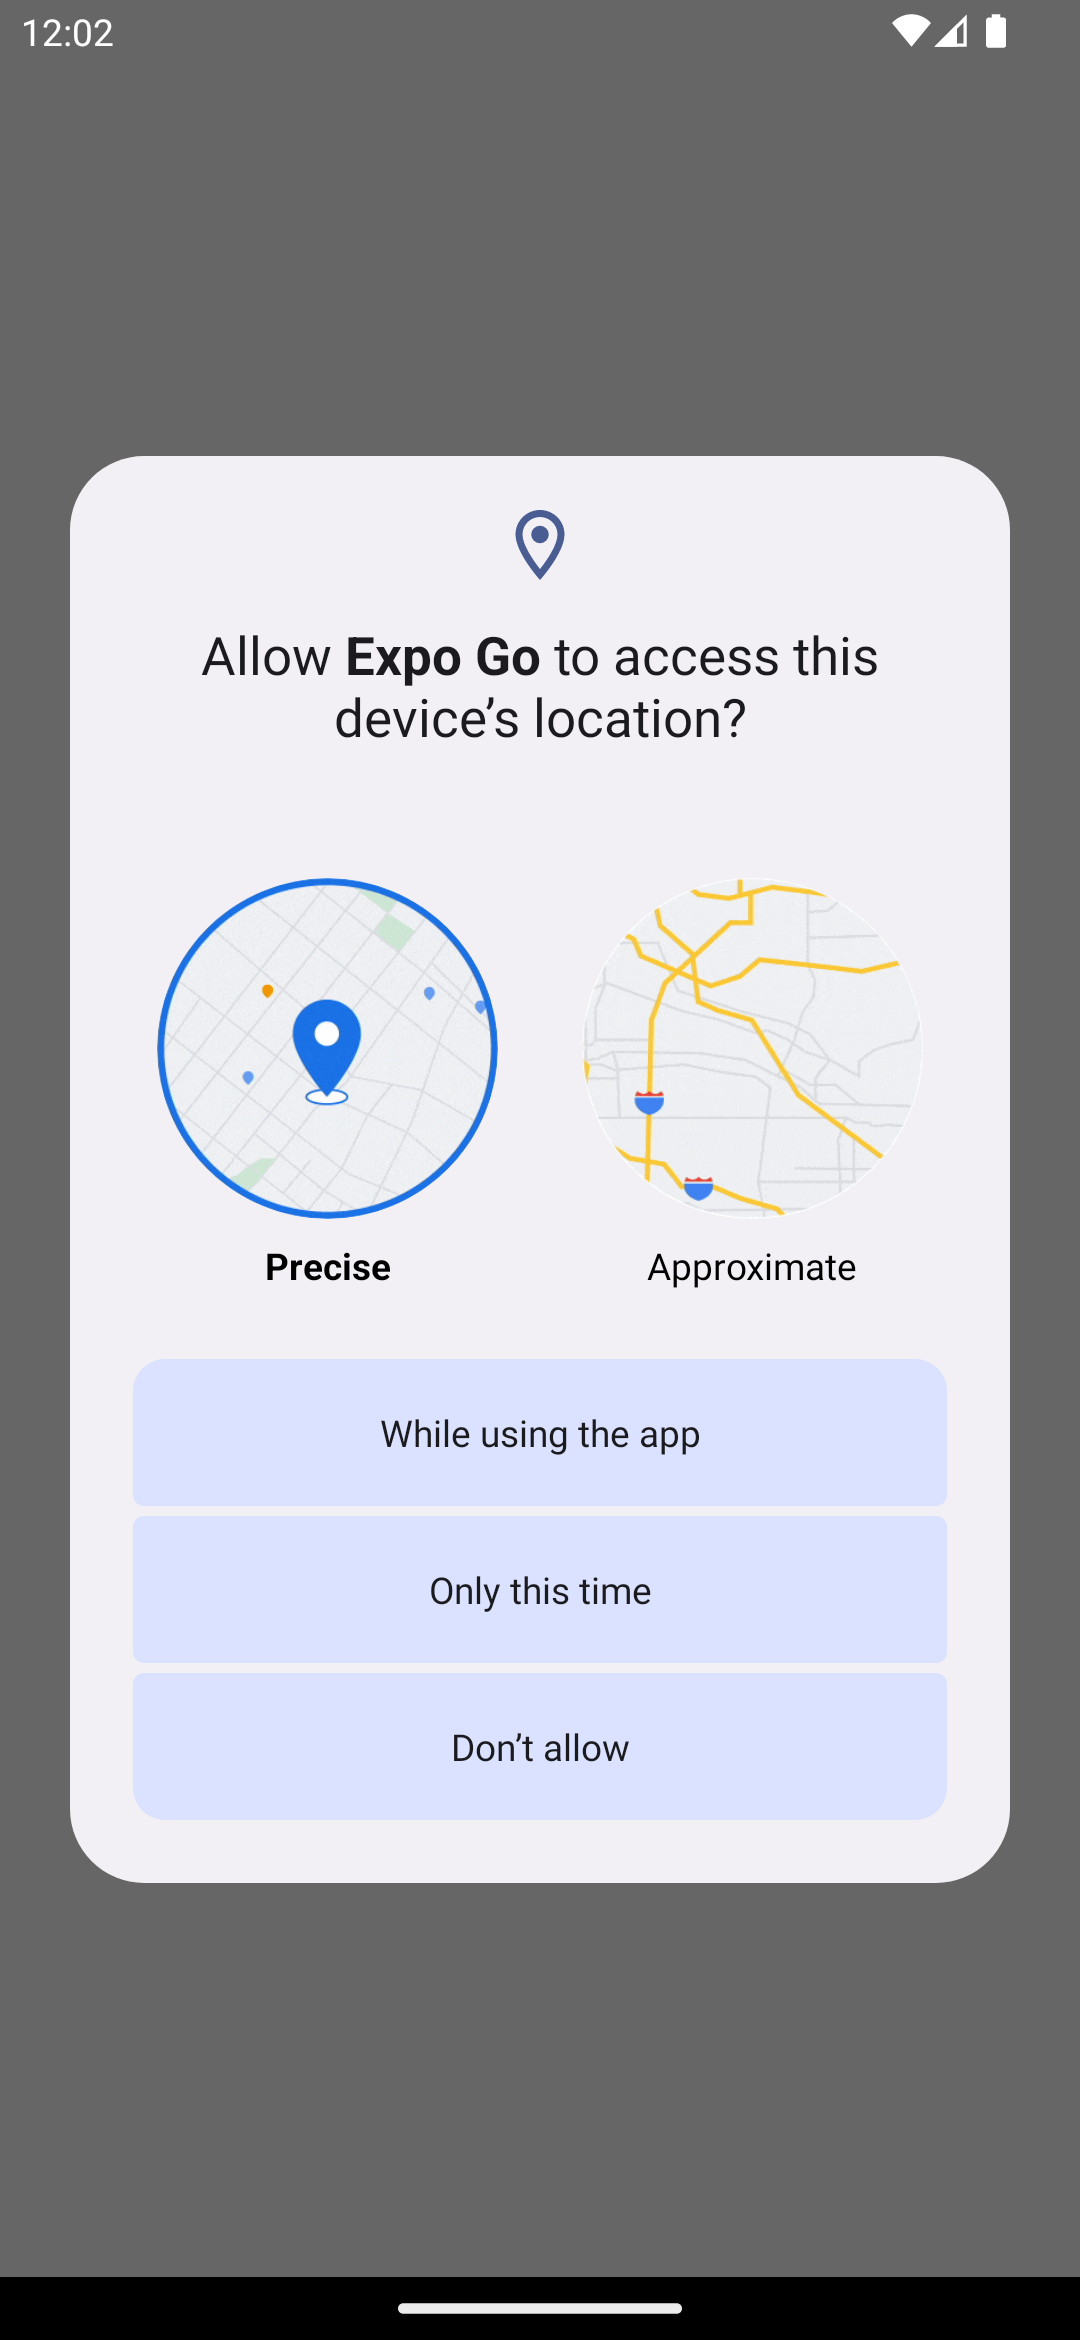 12:02
Allow Expo Go to access this
device’s location?
Precise
Approximate
While using the app
Only this time
Don’t allow